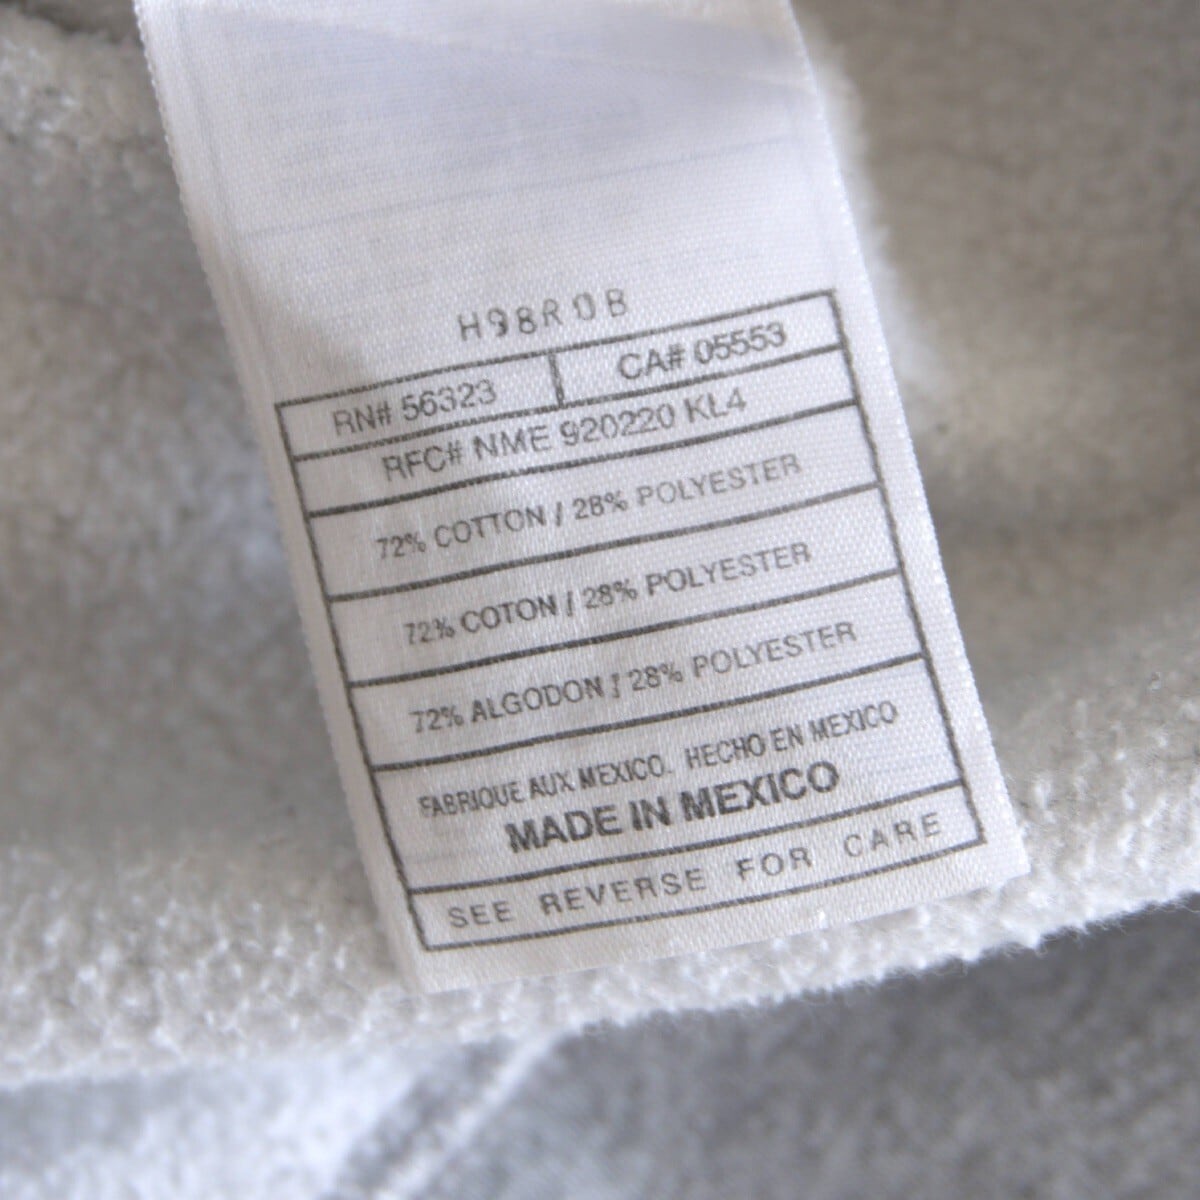 H98R0B
RN# 56323
CA# 05553
RFC# NME 920220 KL4
72% COTTON / 28% POLYESTER
72% COTON / 28% POLYESTER
72% ALGODON / 28% POLYESTER
FABRIQUE AUX MEXICO. HECHO EN MEXICO
MADE IN MEXICO
SEE REVERSE FOR CARE